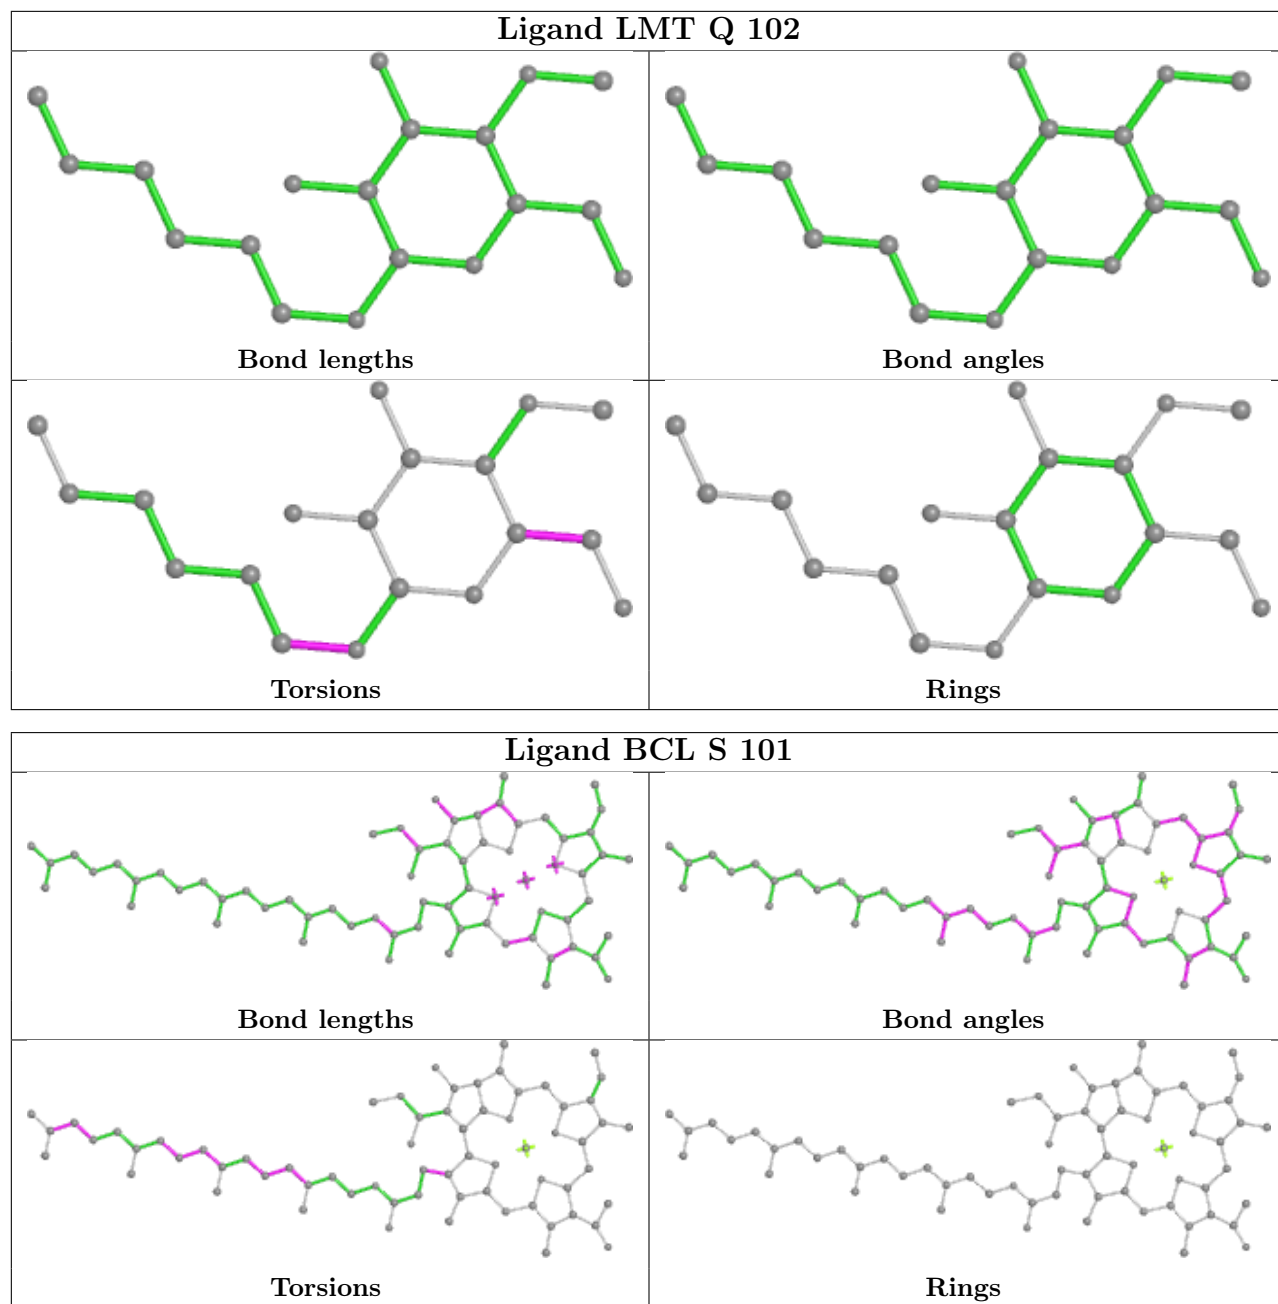 Ligand LMT Q 102
Bond lengths
Bond angles
Torsions
Rings
Ligand BCL S 101
Bond lengths
Bond angles
Torsions
Rings